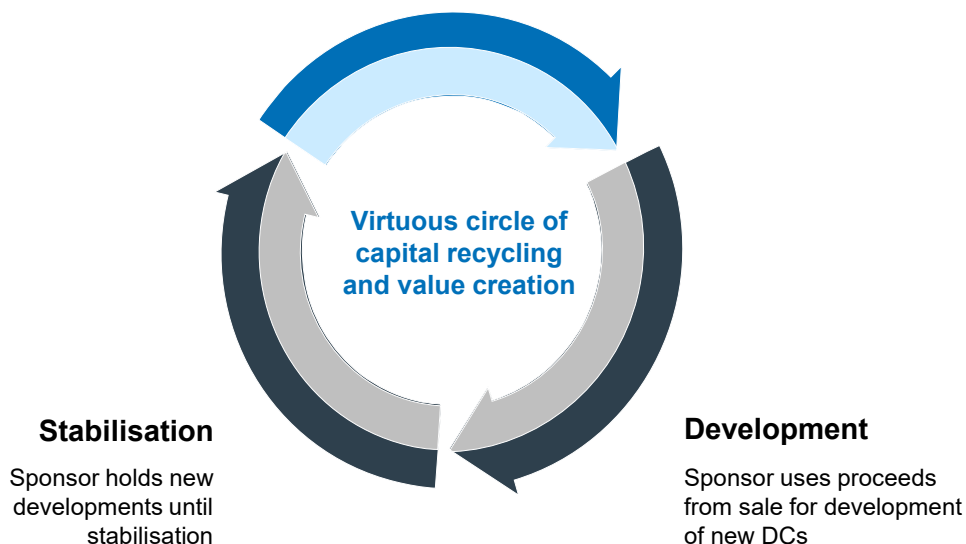 Virtuous circle of
capital recycling
and value creation
Stabilisation
Sponsor holds new
developments until
stabilisation
Development
Sponsor uses proceeds
from sale for development
of new DCs